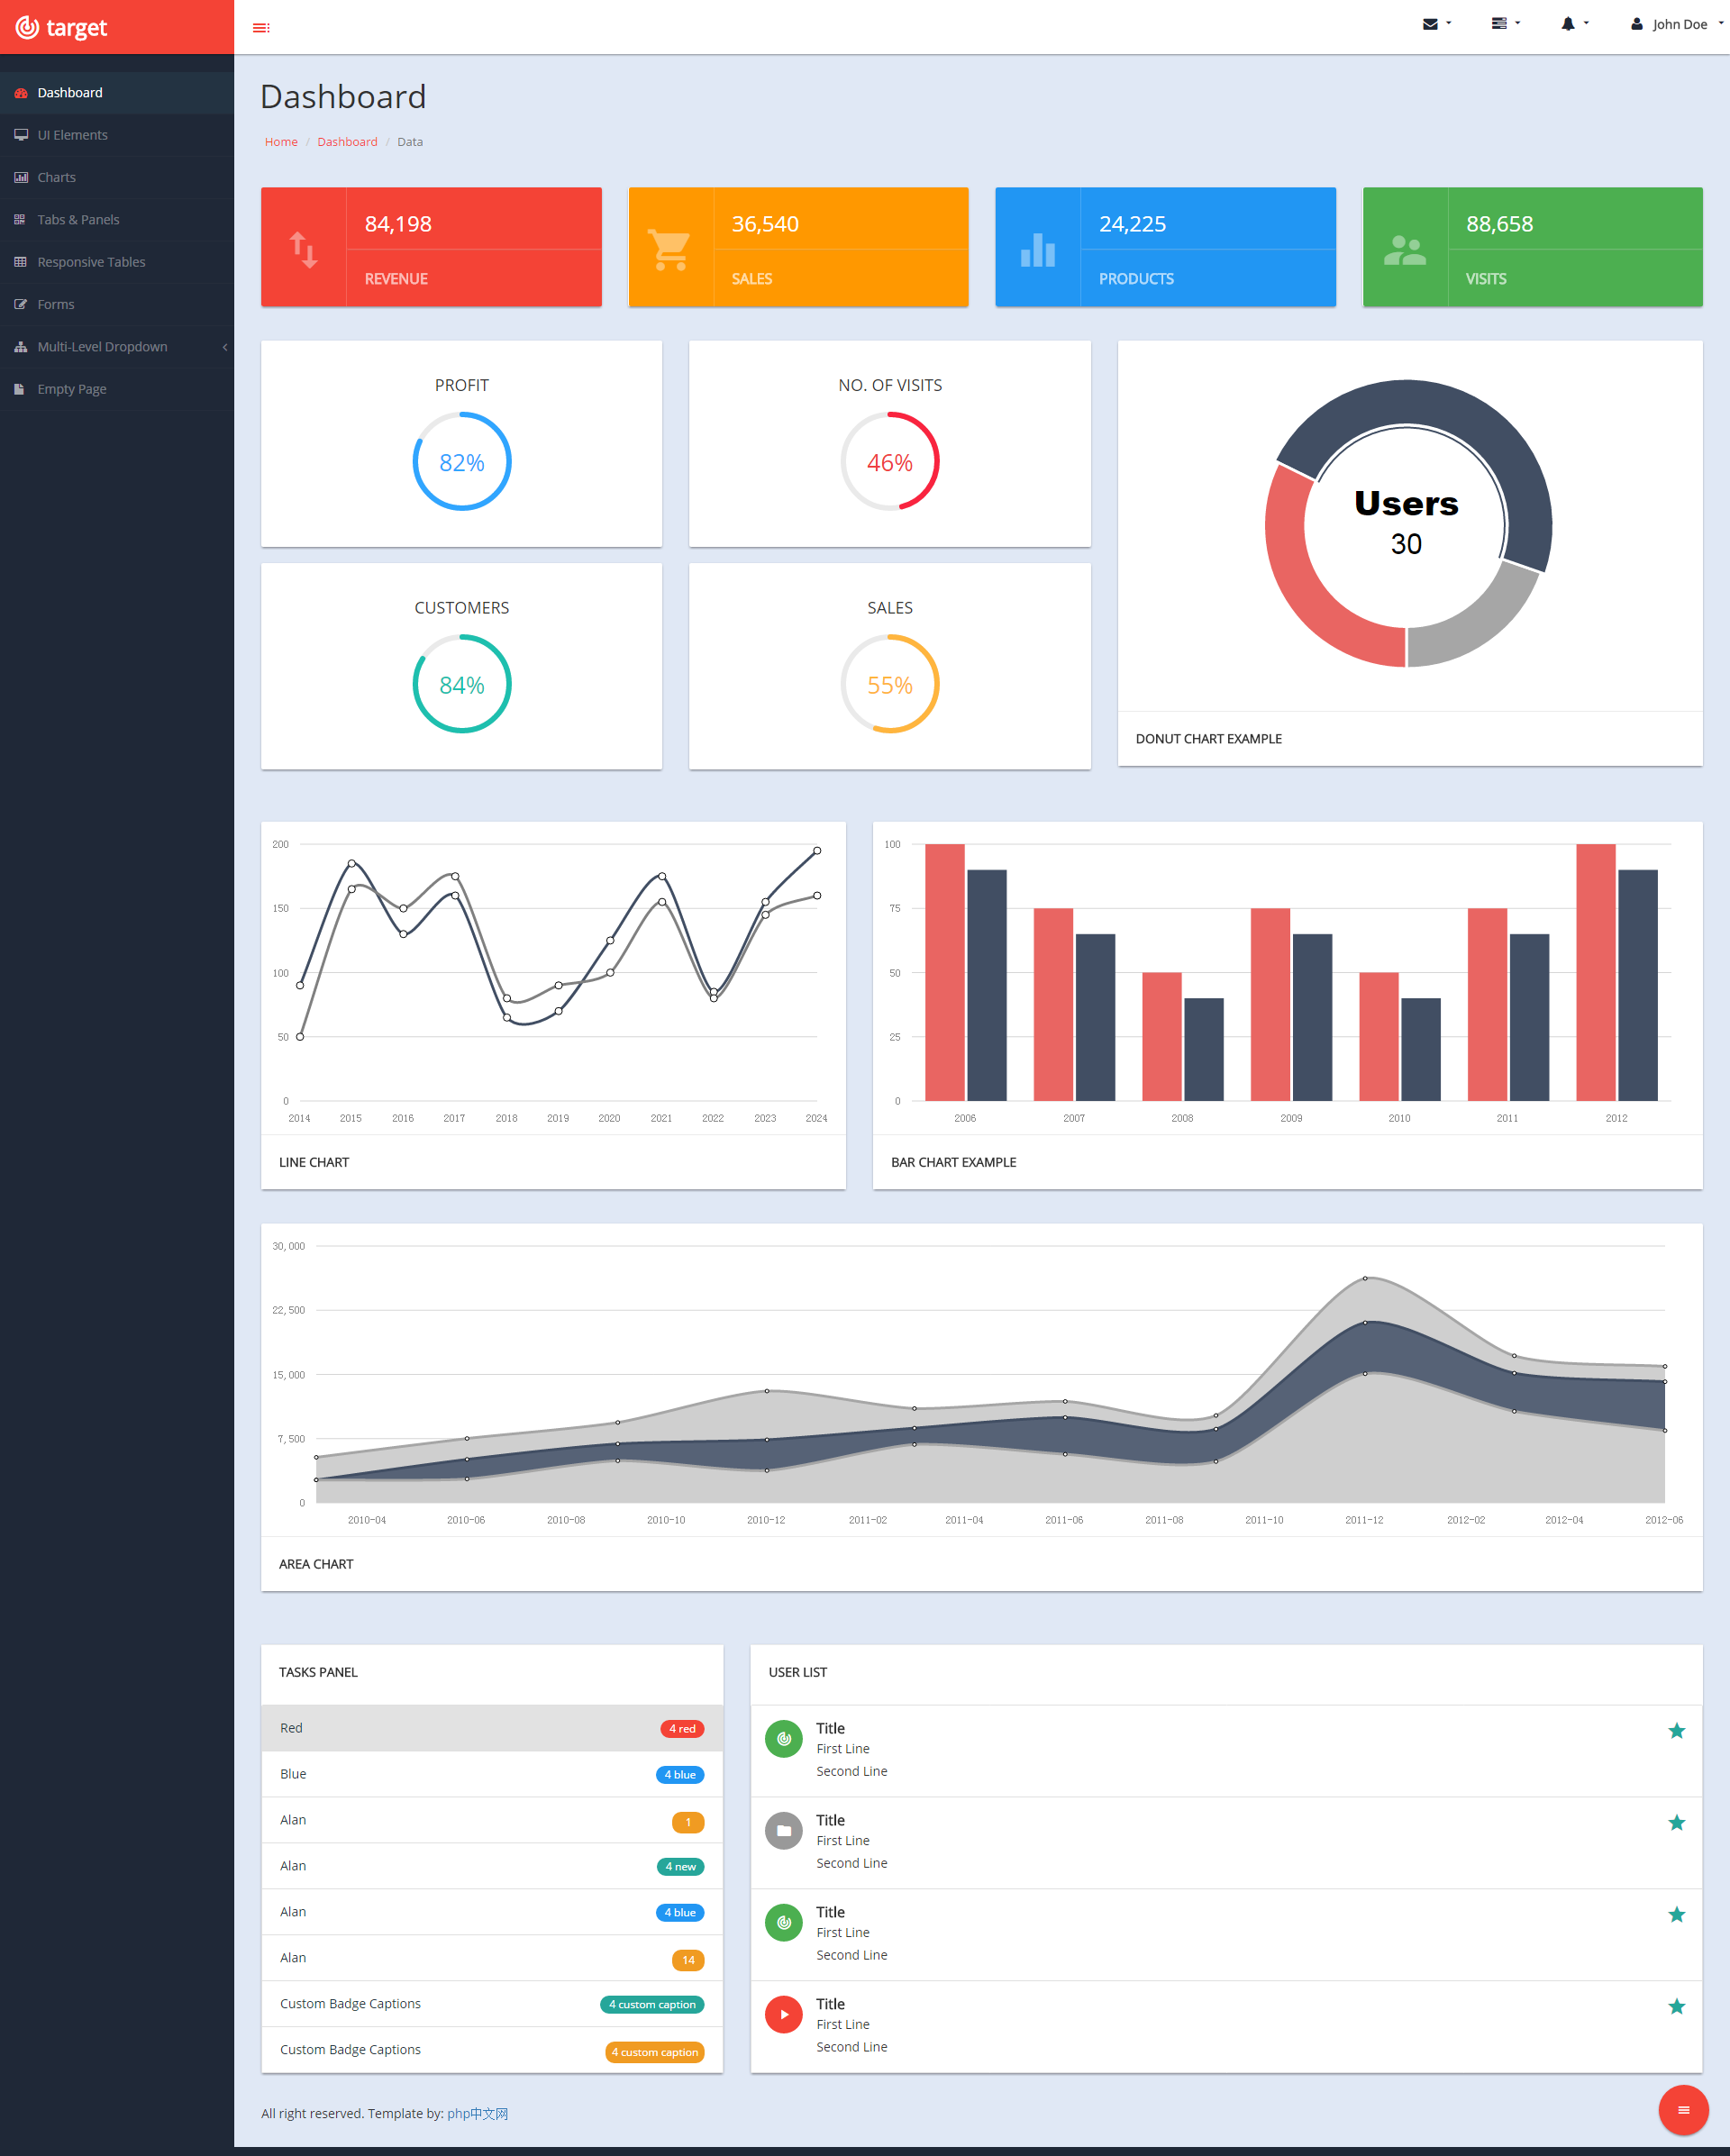 target
John Doe
Dashboard
UI Elements
Charts
Tabs & Panels
Responsive Tables
Forms
Multi-Level Dropdown
Empty Page
Dashboard
Home / Dashboard / Data
84,198
REVENUE
36,540
SALES
24,225
PRODUCTS
88,658
VISITS
PROFIT
82%
NO. OF VISITS
46%
CUSTOMERS
84%
SALES
55%
Users
30
DONUT CHART EXAMPLE
200
150
100
50
0
2014 2015 2016 2017 2018 2019 2020 2021 2022 2023 2024
LINE CHART
100
75
50
25
0
2006 2007 2008 2009 2010 2011 2012
BAR CHART EXAMPLE
30,000
22,500
15,000
7,500
0
2010-04 2010-06 2010-08 2010-10 2010-12 2011-02 2011-04 2011-06 2011-08 2011-10 2011-12 2012-02 2012-04 2012-06
AREA CHART
TASKS PANEL
Red 4 red
Blue 4 blue
Alan 1
Alan 4 new
Alan 4 blue
Alan 14
Custom Badge Captions 4 custom caption
Custom Badge Captions 4 custom caption
USER LIST
Title
First Line
Second Line
Title
First Line
Second Line
Title
First Line
Second Line
Title
First Line
Second Line
All right reserved. Template by: php中文网